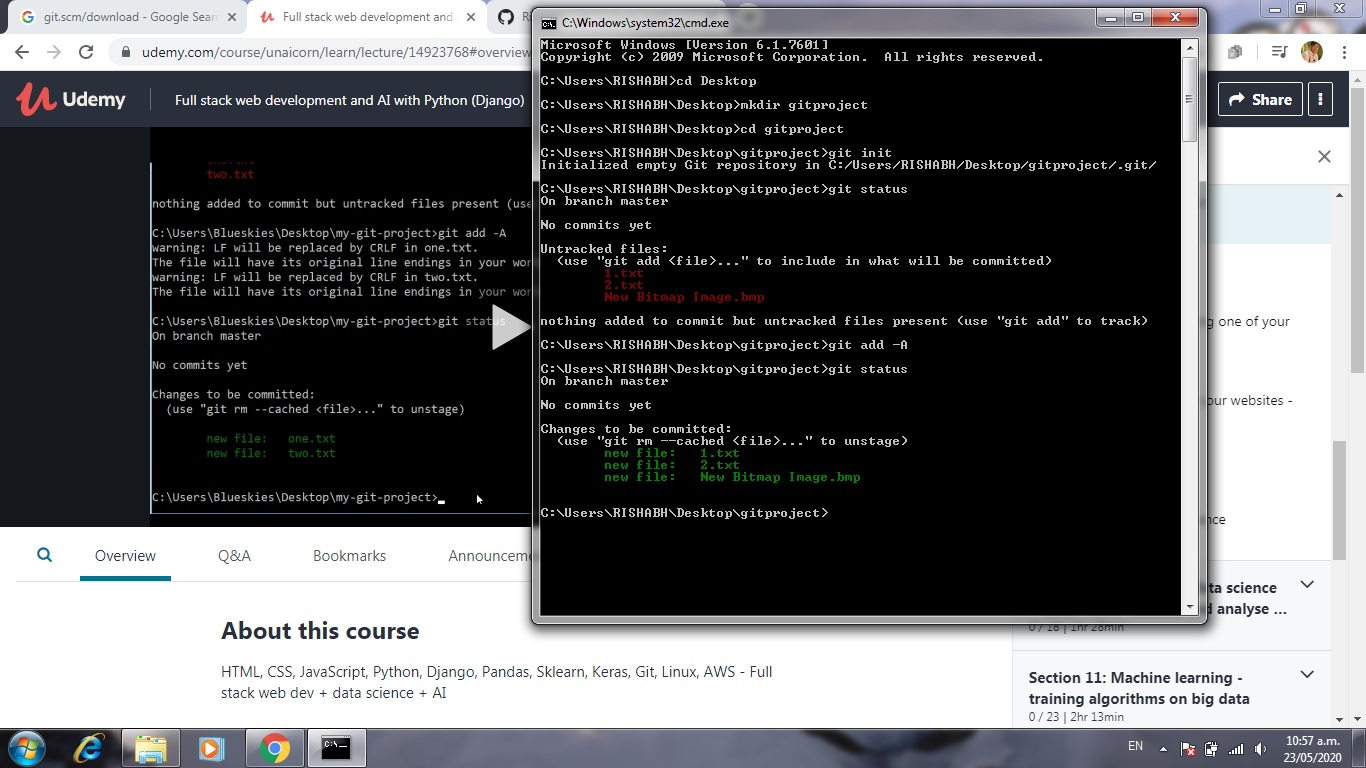 git.scm/download - Google Sear
Full stack web development and
C:\Windows\system32\cmd.exe
udemy.com/course/unaicorn/learn/lecture/14923768#overview
Udemy
Full stack web development and AI with Python (Django)
Share
two.txt
nothing added to commit but untracked files present (use
C:\Users\Blueskies\Desktop\my-git-project>git add -A
warning: LF will be replaced by CRLF in one.txt.
The file will have its original line endings in your wor
warning: LF will be replaced by CRLF in two.txt.
The file will have its original line endings in your wor
C:\Users\Blueskies\Desktop\my-git-project>git status
On branch master
No commits yet
Changes to be committed:
(use "git rm --cached <file>..." to unstage)
new file: one.txt
new file: two.txt
C:\Users\Blueskies\Desktop\my-git-project>
Microsoft Windows [Version 6.1.7601]
Copyright (c) 2009 Microsoft Corporation. All rights reserved.
C:\Users\RISHABH>cd Desktop
C:\Users\RISHABH\Desktop>mkdir gitproject
C:\Users\RISHABH\Desktop>cd gitproject
C:\Users\RISHABH\Desktop\gitproject>git init
Initialized empty Git repository in C:/Users/RISHABH/Desktop/gitproject/.git/
C:\Users\RISHABH\Desktop\gitproject>git status
On branch master
No commits yet
Untracked files:
(use "git add <file>..." to include in what will be committed)
1.txt
2.txt
New Bitmap Image.bmp
nothing added to commit but untracked files present (use "git add" to track)
C:\Users\RISHABH\Desktop\gitproject>git add -A
C:\Users\RISHABH\Desktop\gitproject>git status
On branch master
No commits yet
Changes to be committed:
(use "git rm --cached <file>..." to unstage)
new file: 1.txt
new file: 2.txt
new file: New Bitmap Image.bmp
C:\Users\RISHABH\Desktop\gitproject>
g one of your
our websites -
nce
ta science
d analyse ...
0 / 18 | 1hr 28min
Section 11: Machine learning -
training algorithms on big data
0 / 23 | 2hr 13min
Overview
Q&A
Bookmarks
Announceme
About this course
HTML, CSS, JavaScript, Python, Django, Pandas, Sklearn, Keras, Git, Linux, AWS - Full
stack web dev + data science + AI
EN
10:57 a.m.
23/05/2020